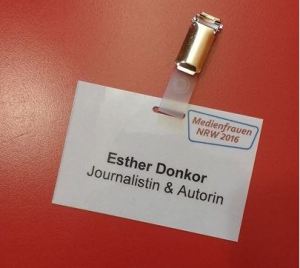 Medienfrauen
NRW 2016
Esther Donkor
Journalistin & Autorin